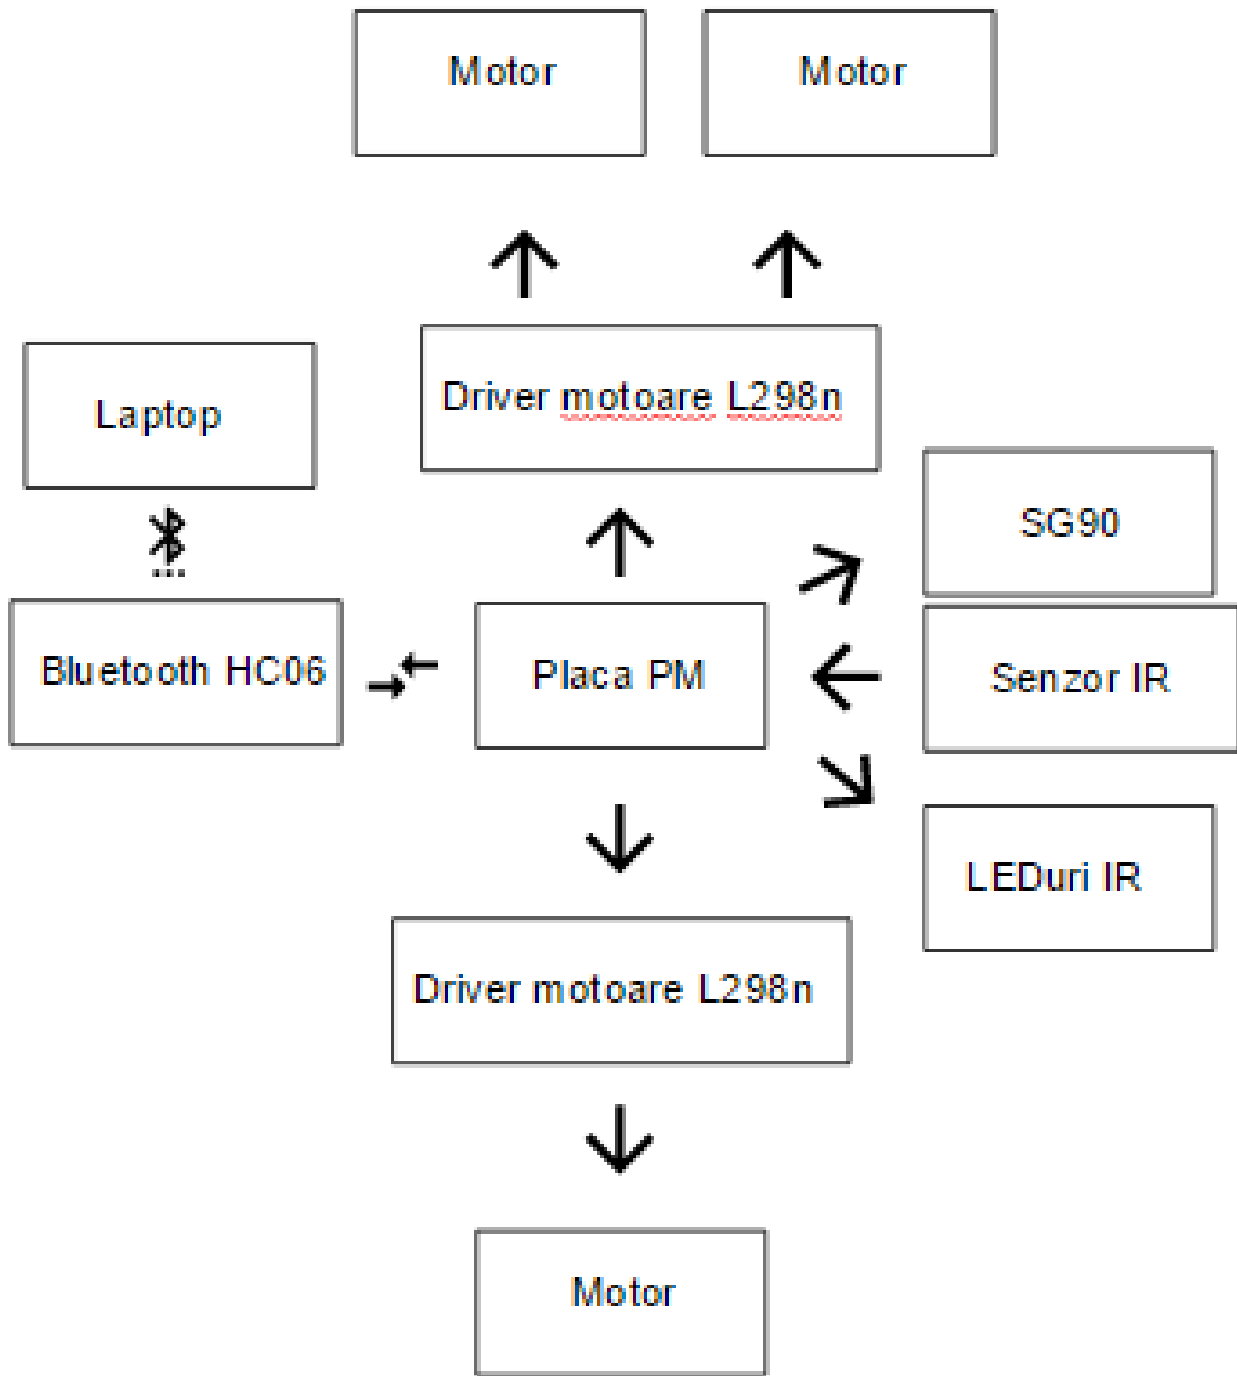 Motor
Motor
Driver motoare L298n
Laptop
SG90
Bluetooth HC06
Placa PM
Senzor IR
LEDuri IR
Driver motoare L298n
Motor